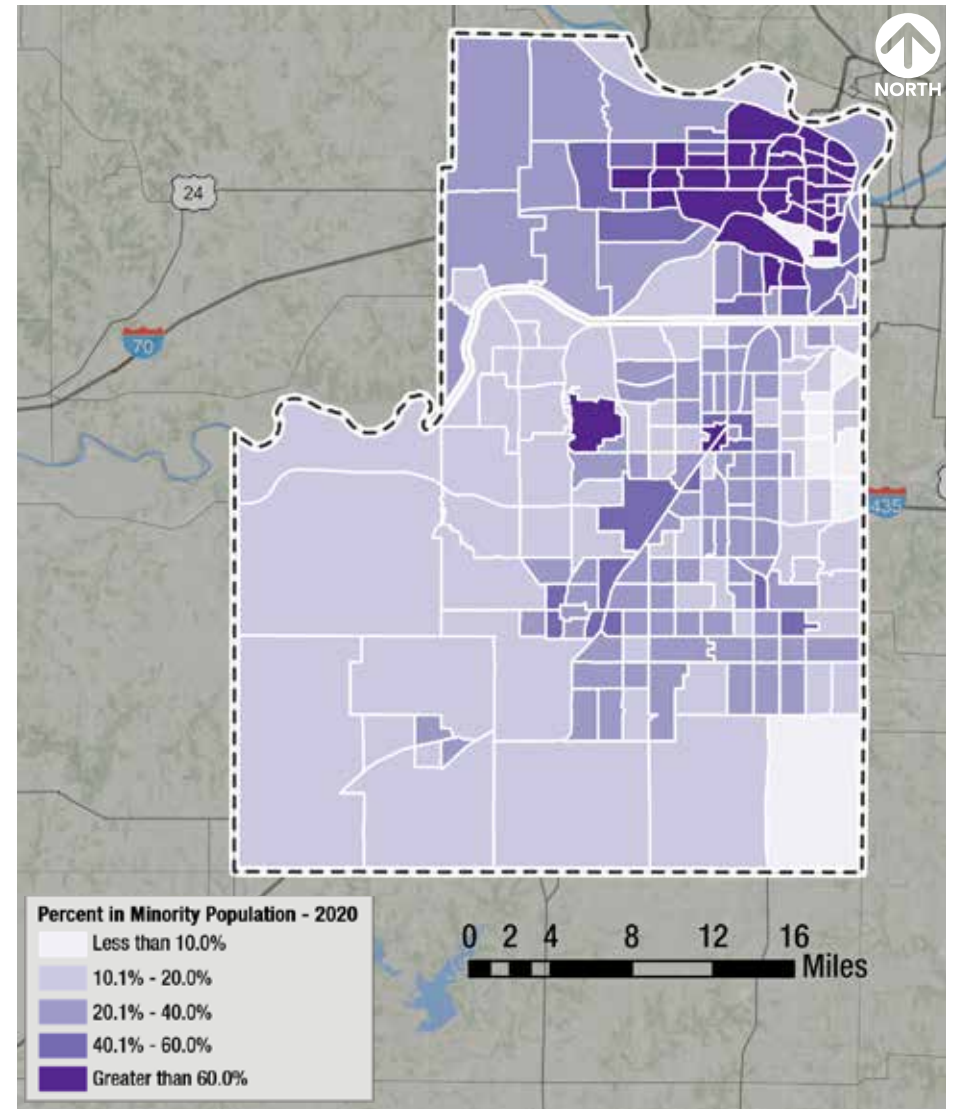 NORTH
24
70
435
Percent in Minority Population - 2020
Less than 10.0%
10.1% - 20.0%
20.1% - 40.0%
40.1% - 60.0%
Greater than 60.0%
0 2 4 8 12 16
Miles